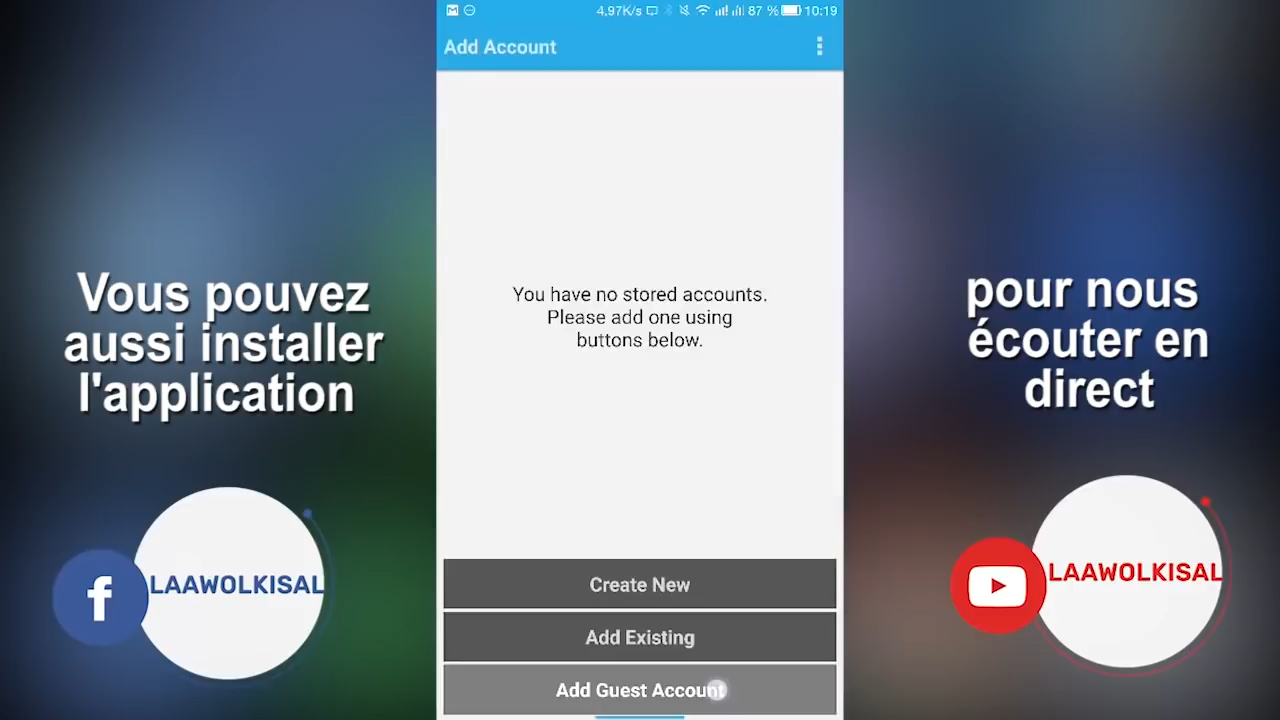 4,97K/s 87 % 10:19
Add Account
You have no stored accounts.
Please add one using
buttons below.
Create New
Add Existing
Add Guest Account
Vous pouvez
aussi installer
l'application
LAAWOLKISAL
pour nous
écouter en
direct
LAAWOLKISAL